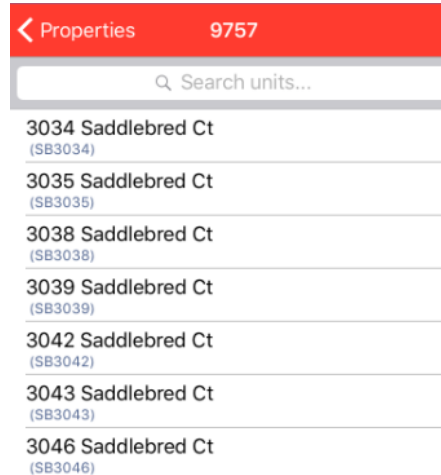 Properties 9757
Search units...
3034 Saddlebred Ct
(SB3034)
3035 Saddlebred Ct
(SB3035)
3038 Saddlebred Ct
(SB3038)
3039 Saddlebred Ct
(SB3039)
3042 Saddlebred Ct
(SB3042)
3043 Saddlebred Ct
(SB3043)
3046 Saddlebred Ct
(SB3046)